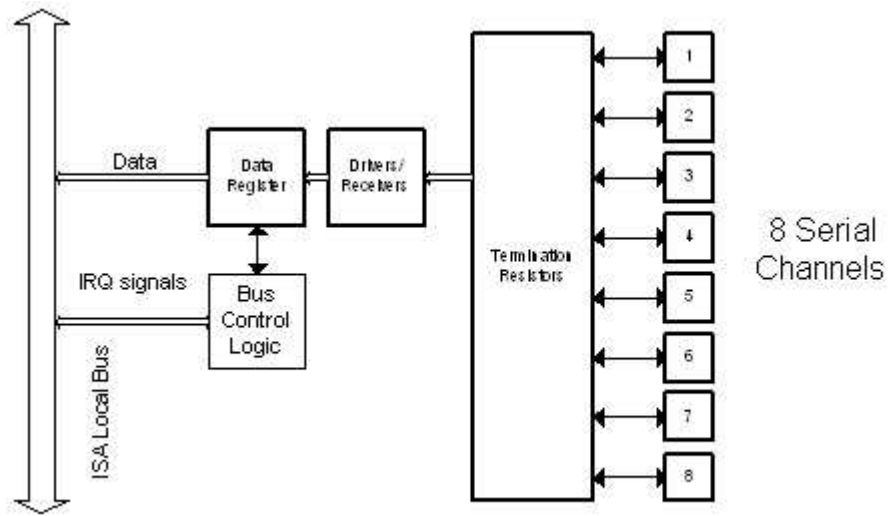 Data
Data
Register
Drivers/
Receivers
IRQ signals
Bus
Control
Logic
ISA Local Bus
Termination
Resistors
1
2
3
4
5
6
7
8
8 Serial
Channels